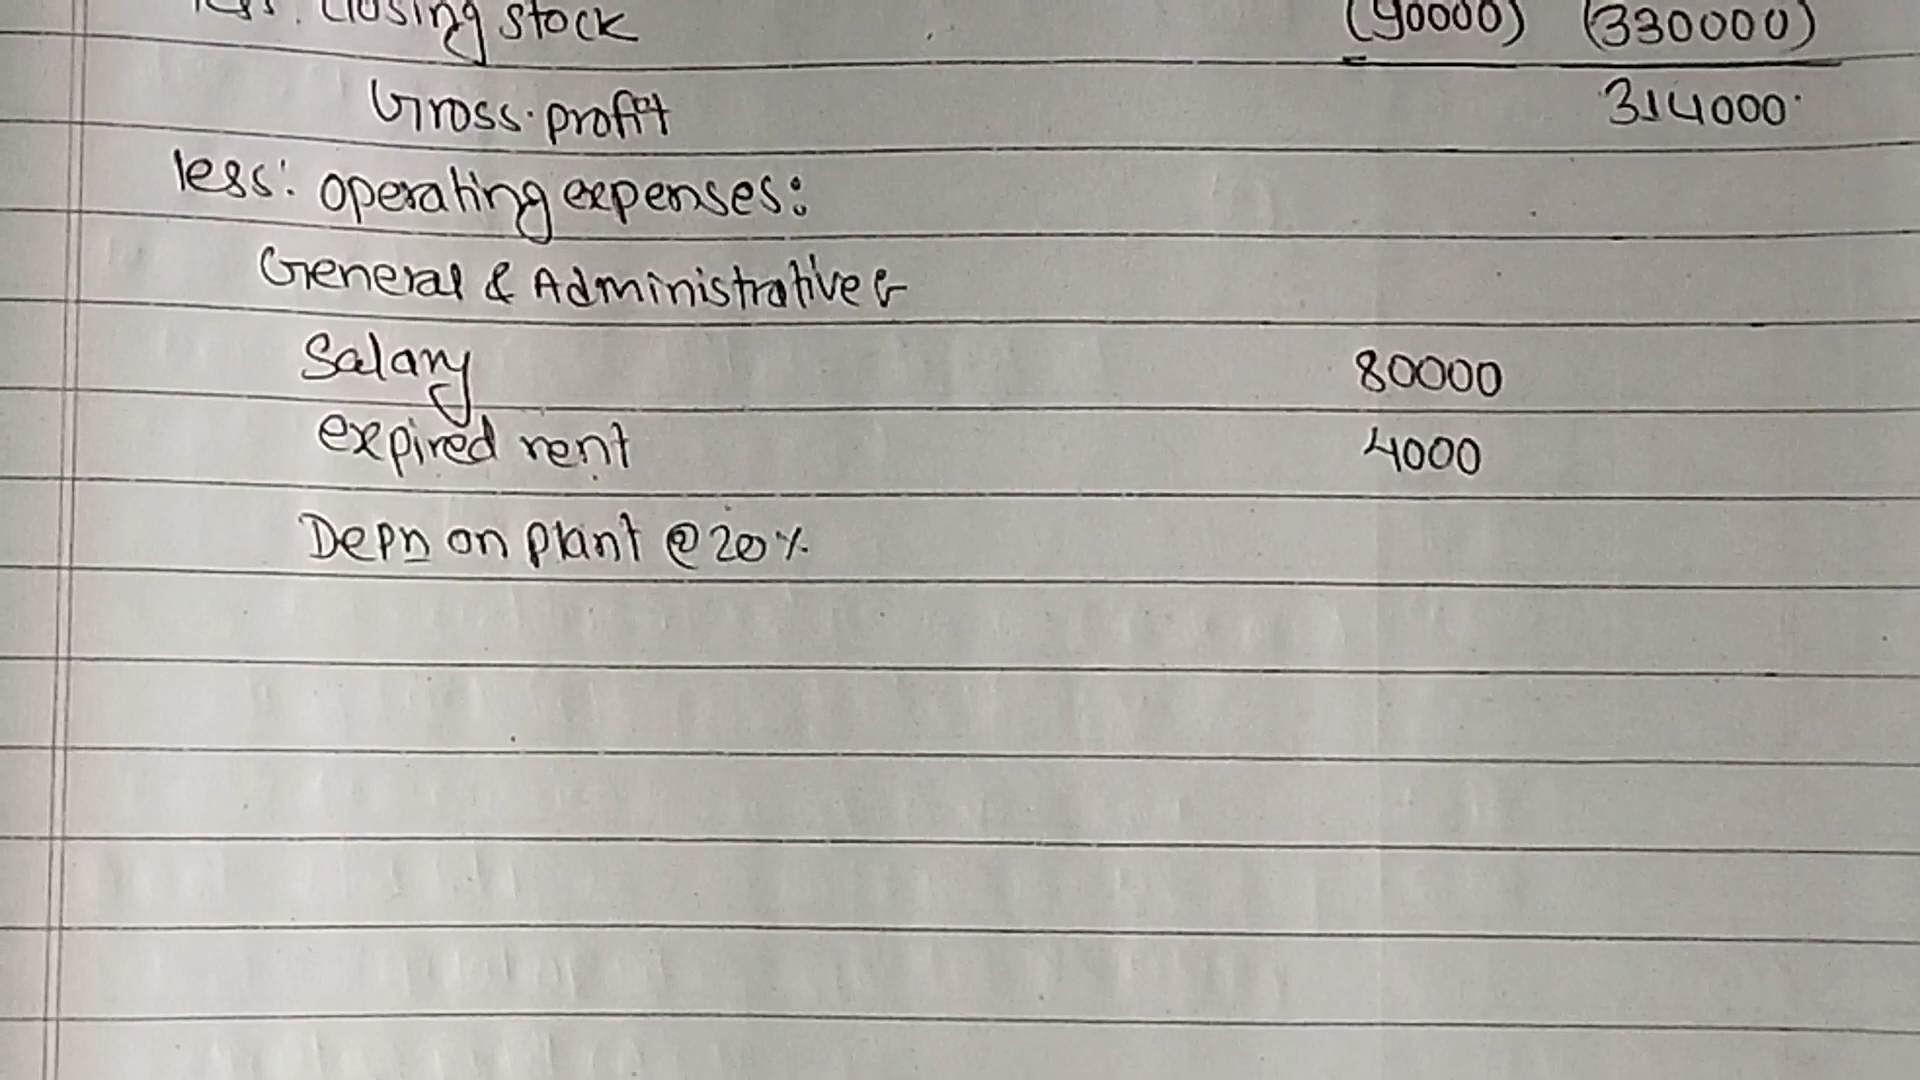 less: closing stock (90000) (330000)
Gross profit 314000
less: operating expenses:
General & Administrative:
Salary 80000
expired rent 4000
Depn on plant @ 20%